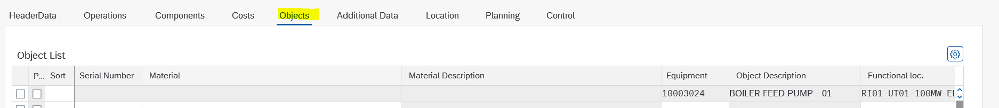 HeaderData Operations Components Costs Objects Additional Data Location Planning Control
Object List
P... Sort Serial Number Material Material Description Equipment Object Description Functional loc.
10003024 BOILER FEED PUMP - 01 RI01-UT01-100MW-EL